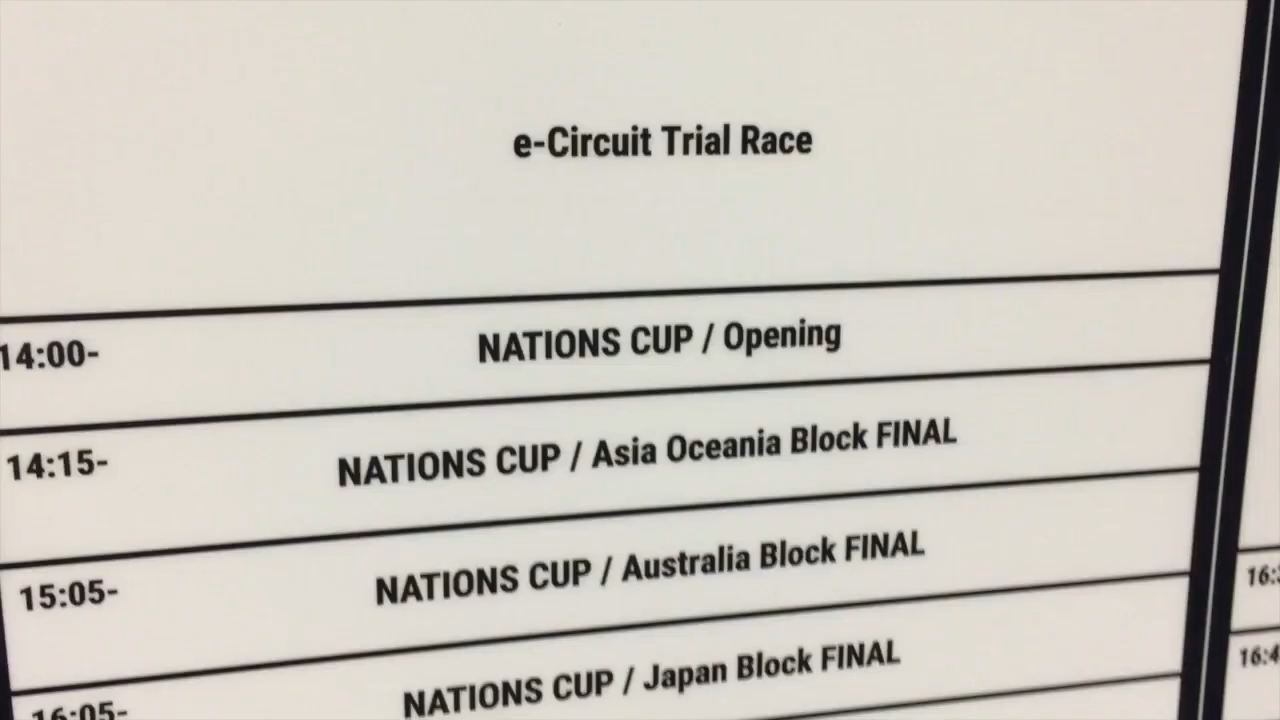 e-Circuit Trial Race
14:00- NATIONS CUP / Opening
14:15- NATIONS CUP / Asia Oceania Block FINAL
15:05- NATIONS CUP / Australia Block FINAL
16:05- NATIONS CUP / Japan Block FINAL